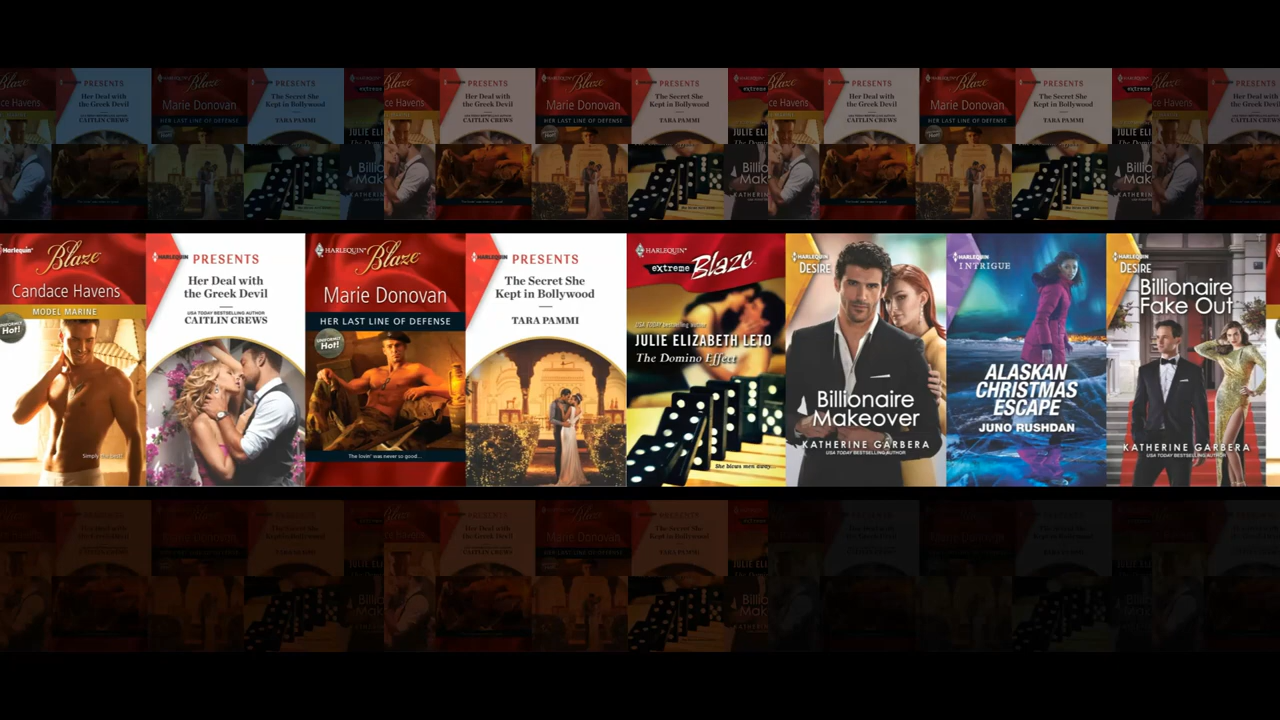 Harlequin
Blaze
Candace Havens
MODEL MARINE
UNIFORMLY
Hot!
HARLEQUIN
PRESENTS
Her Deal with
the Greek Devil
USA TODAY BESTSELLING AUTHOR
CAITLIN CREWS
HARLEQUIN
Blaze
Marie Donovan
HER LAST LINE OF DEFENSE
UNIFORMLY
Hot!
The lovin' was never so good...
HARLEQUIN
PRESENTS
The Secret She
Kept in Bollywood
TARA PAMMI
HARLEQUIN
extreme Blaze
USA TODAY bestselling author
JULIE ELIZABETH LETO
The Domino Effect
She blows men away...
HARLEQUIN
DESIRE
Billionaire
Makeover
KATHERINE GARBERA
USA TODAY BESTSELLING AUTHOR
HARLEQUIN
INTRIGUE
ALASKAN
CHRISTMAS
ESCAPE
JUNO RUSHDAN
HARLEQUIN
DESIRE
Billionaire
Fake Out
KATHERINE GARBERA
USA TODAY BESTSELLING AUTHOR